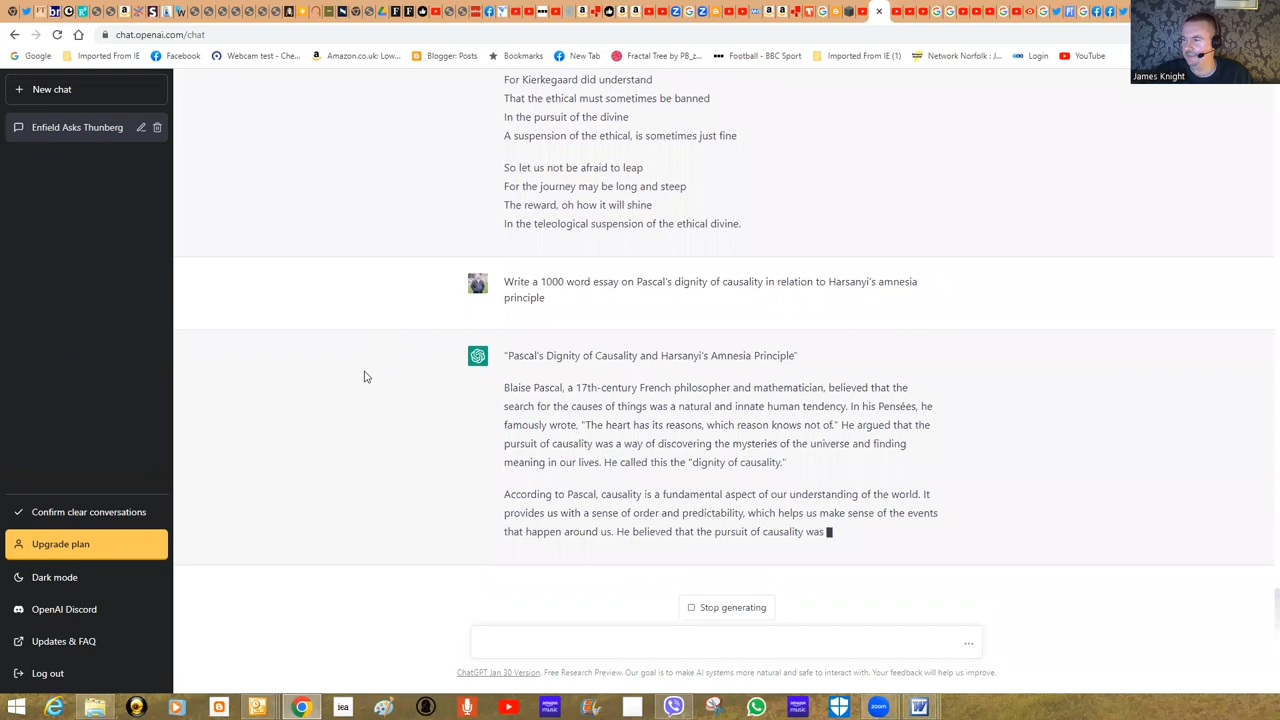 chat.openai.com/chat
Google
Imported From IE
Facebook
Webcam test - Che...
Amazon.co.uk: Low...
Blogger: Posts
Bookmarks
New Tab
Fractal Tree by PB_z...
Football - BBC Sport
Imported From IE (1)
Network Norfolk : J...
Login
YouTube
James Knight
New chat
Enfield Asks Thunberg
For Kierkegaard did understand
That the ethical must sometimes be banned
In the pursuit of the divine
A suspension of the ethical, is sometimes just fine
So let us not be afraid to leap
For the journey may be long and steep
The reward, oh how it will shine
In the teleological suspension of the ethical divine.
Write a 1000 word essay on Pascal's dignity of causality in relation to Harsanyi's amnesia
principle
"Pascal's Dignity of Causality and Harsanyi's Amnesia Principle"
Blaise Pascal, a 17th-century French philosopher and mathematician, believed that the
search for the causes of things was a natural and innate human tendency. In his Pensées, he
famously wrote, "The heart has its reasons, which reason knows not of." He argued that the
pursuit of causality was a way of discovering the mysteries of the universe and finding
meaning in our lives. He called this the "dignity of causality."
According to Pascal, causality is a fundamental aspect of our understanding of the world. It
provides us with a sense of order and predictability, which helps us make sense of the events
that happen around us. He believed that the pursuit of causality was
Confirm clear conversations
Upgrade plan
Dark mode
OpenAI Discord
Updates & FAQ
Log out
Stop generating
ChatGPT Jan 30 Version. Free Research Preview. Our goal is to make AI systems more natural and safe to interact with. Your feedback will help us improve.
iea
amazon music
amazon music
zoom